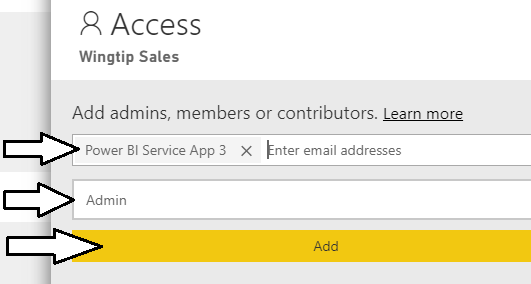 Access
Wingtip Sales
Add admins, members or contributors. Learn more
Power BI Service App 3 × Enter email addresses
Admin
Add